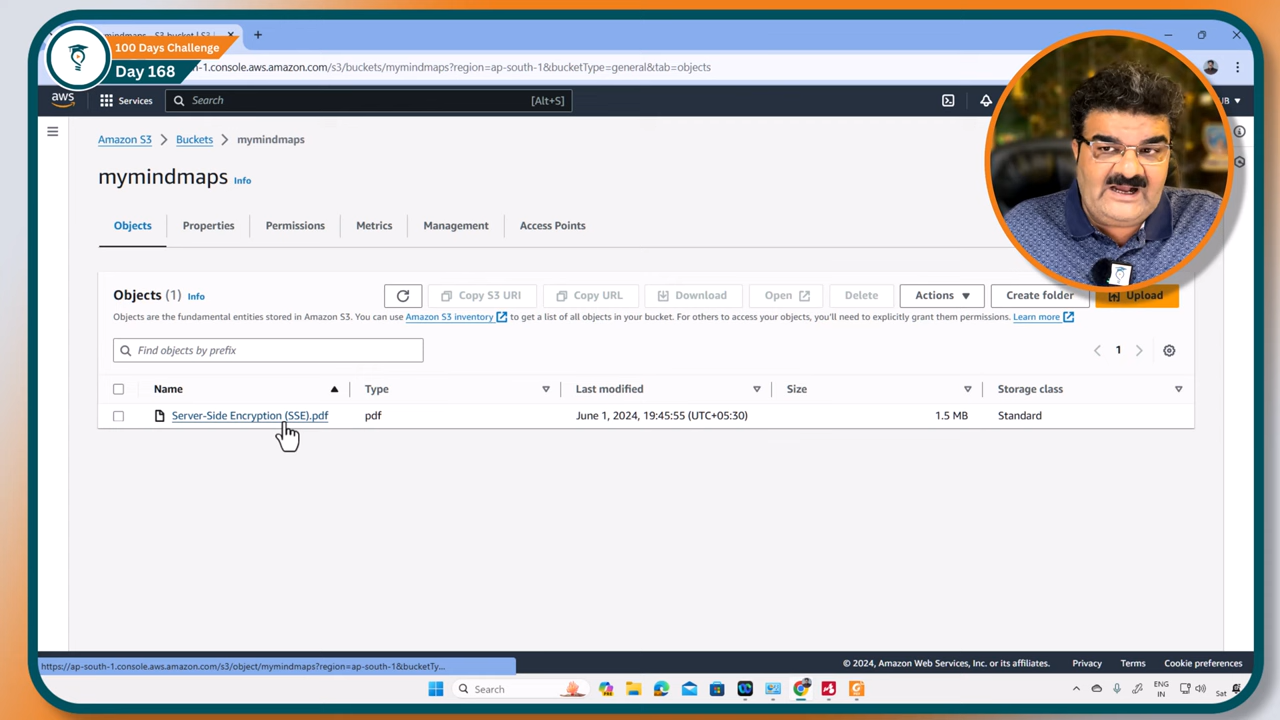 100 Days Challenge
Day 168
-1.console.aws.amazon.com/s3/buckets/mymindmaps?region=ap-south-1&bucketType=general&tab=objects
aws
Services
Search
[Alt+S]
Amazon S3
Buckets
mymindmaps
mymindmaps
Info
Objects
Properties
Permissions
Metrics
Management
Access Points
Objects (1)
Info
Copy S3 URI
Copy URL
Download
Open
Delete
Actions
Create folder
Upload
Objects are the fundamental entities stored in Amazon S3. You can use Amazon S3 inventory to get a list of all objects in your bucket. For others to access your objects, you'll need to explicitly grant them permissions. Learn more
Find objects by prefix
1
Name
Type
Last modified
Size
Storage class
Server-Side Encryption (SSE).pdf
pdf
June 1, 2024, 19:45:55 (UTC+05:30)
1.5 MB
Standard
https://ap-south-1.console.aws.amazon.com/s3/object/mymindmaps?region=ap-south-1&bucketTy...
© 2024, Amazon Web Services, Inc. or its affiliates.
Privacy
Terms
Cookie preferences
Search
ENG
IN
Sat